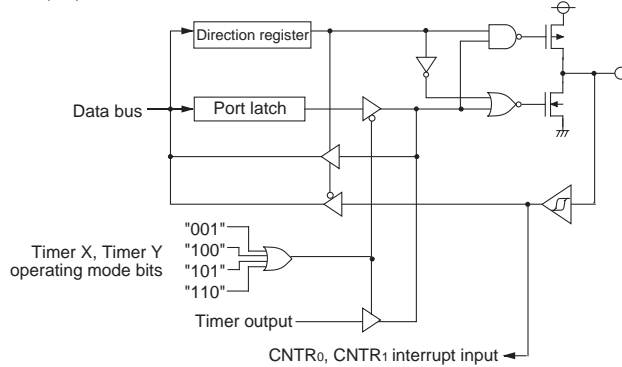 Direction register
Data bus
Port latch
"001"
Timer X, Timer Y
operating mode bits
"100"
"101"
"110"
Timer output
CNTR0, CNTR1 interrupt input